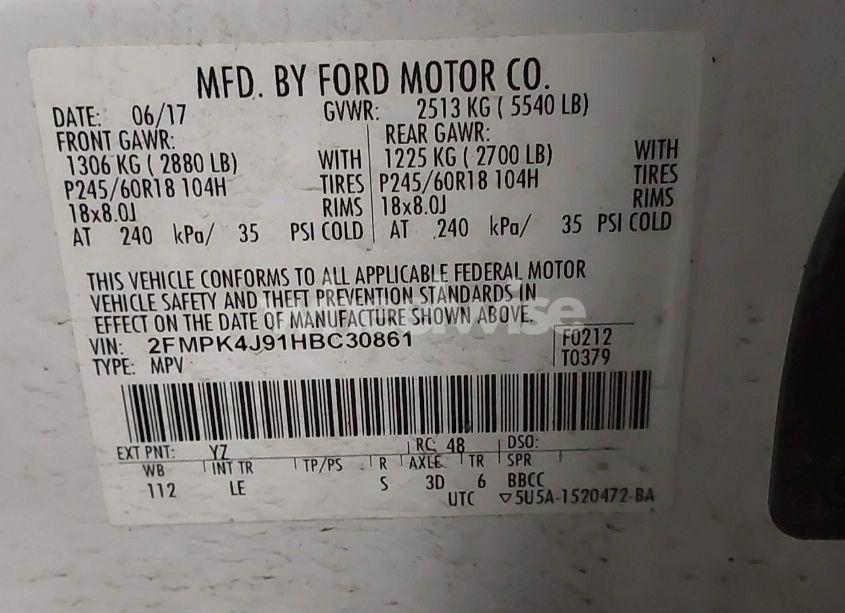 MFD. BY FORD MOTOR CO.
DATE: 06/17 GVWR: 2513 KG ( 5540 LB)
FRONT GAWR: REAR GAWR:
1306 KG ( 2880 LB) WITH 1225 KG ( 2700 LB) WITH
P245/60R18 104H TIRES P245/60R18 104H TIRES
18x8.0J RIMS 18x8.0J RIMS
AT 240 kPa/ 35 PSI COLD AT 240 kPa/ 35 PSI COLD
THIS VEHICLE CONFORMS TO ALL APPLICABLE FEDERAL MOTOR
VEHICLE SAFETY AND THEFT PREVENTION STANDARDS IN
EFFECT ON THE DATE OF MANUFACTURE SHOWN ABOVE.
VIN: 2FMPK4J91HBC30861 F0212
TYPE: MPV T0379
EXT PNT: YZ RC: 48 DSO:
WB INT TR TP/PS R AXLE TR SPR
112 LE S 3D 6 BBCC
UTC ▽5U5A-1520472-BA